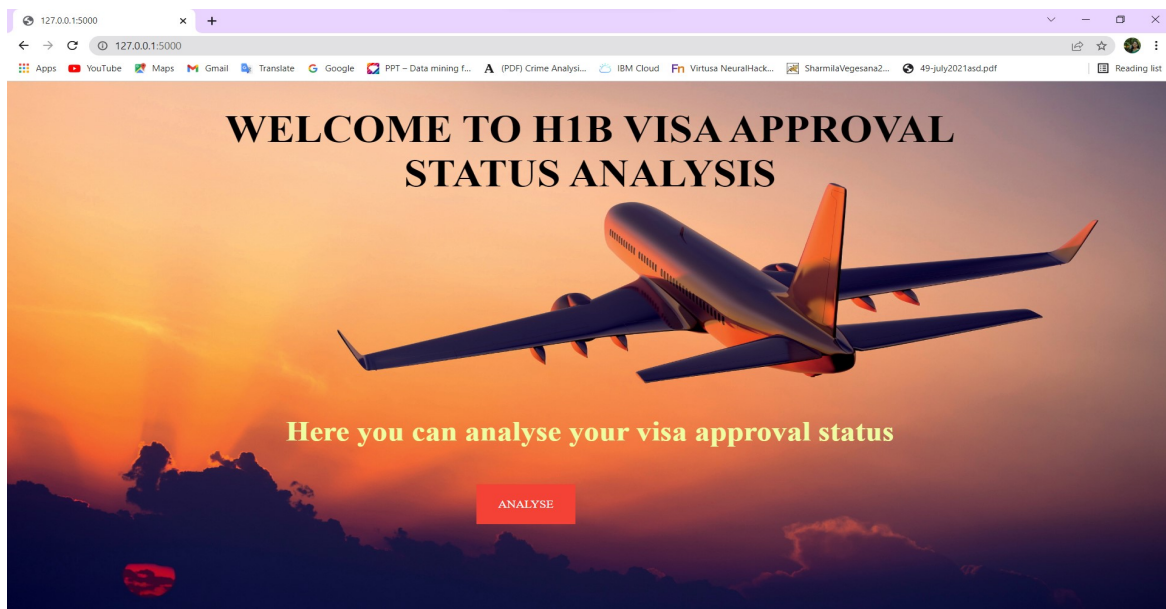 127.0.0.1:5000
127.0.0.1:5000
Apps YouTube Maps Gmail Translate Google PPT – Data mining f... (PDF) Crime Analysi... IBM Cloud Fn Virtusa NeuralHack... SharmilaVegesana2... 49-july2021asd.pdf Reading list
WELCOME TO H1B VISA APPROVAL
STATUS ANALYSIS
Here you can analyse your visa approval status
ANALYSE